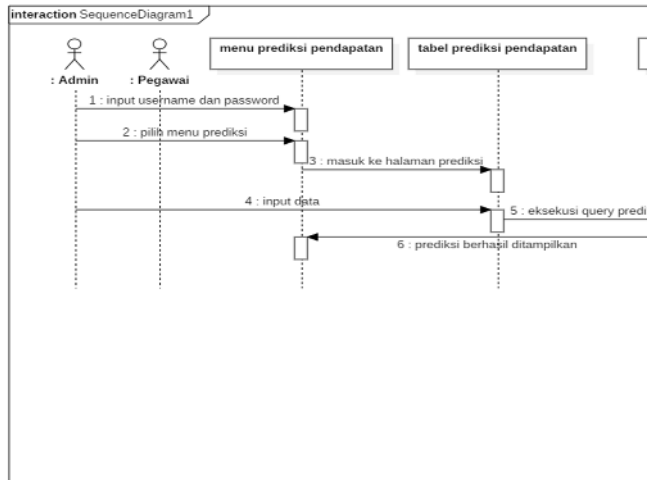 interaction SequenceDiagram1
menu prediksi pendapatan
tabel prediksi pendapatan
: Admin
: Pegawai
1 : input username dan password
2 : pilih menu prediksi
3 : masuk ke halaman prediksi
4 : input data
5 : eksekusi query predi
6 : prediksi berhasil ditampilkan